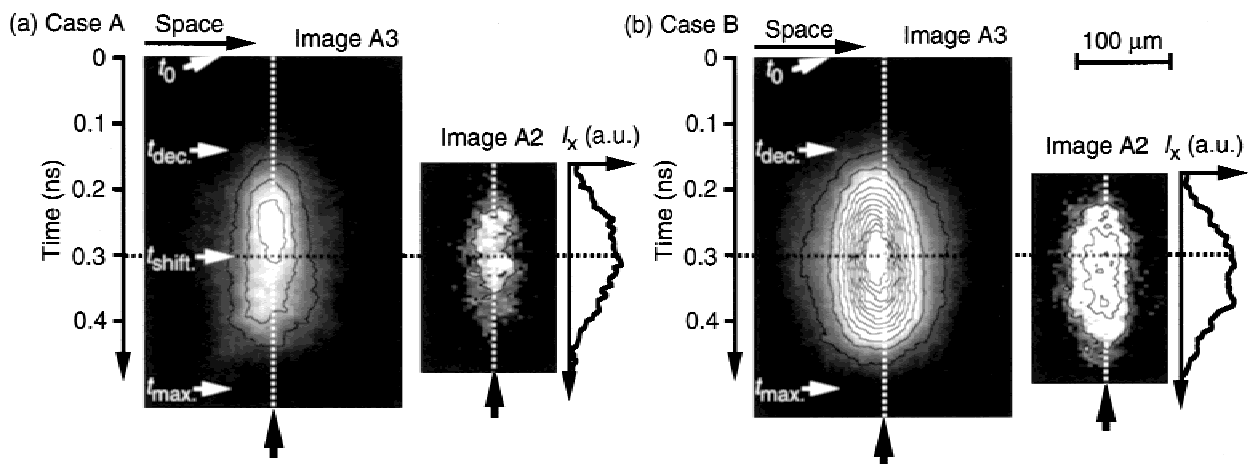 (a) Case A
Space
Image A3
0
0.1
0.2
0.3
0.4
Time (ns)
t0
tdec.
tshift.
tmax.
Image A2
Ix (a.u.)
(b) Case B
Space
Image A3
100 μm
0
0.1
0.2
0.3
0.4
Time (ns)
t0
tdec.
tmax.
Image A2
Ix (a.u.)